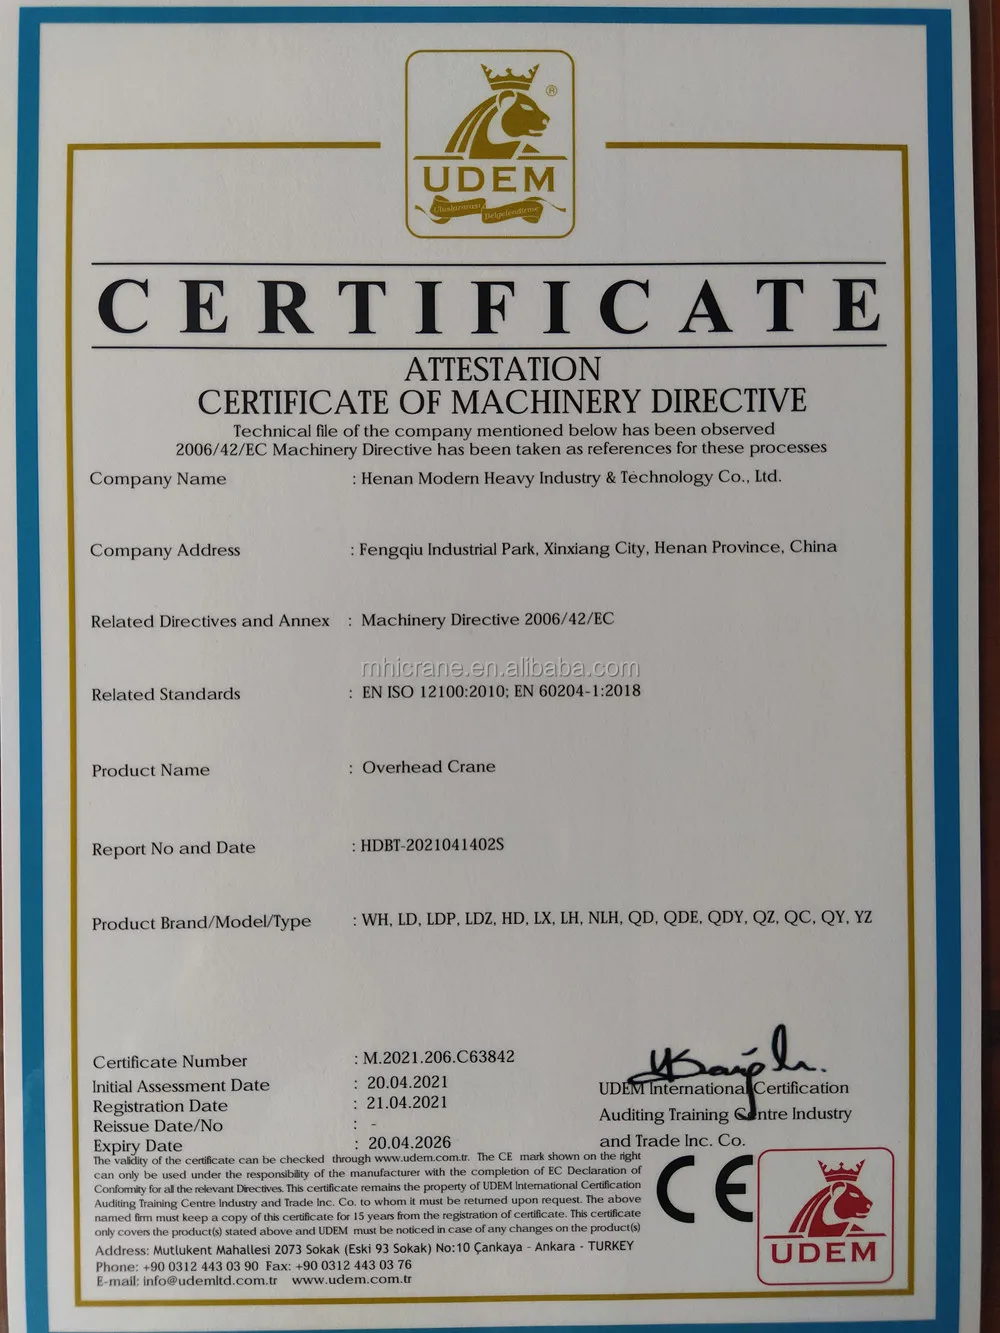 UDEM
®
Uluslararası Belgelendirme
CERTIFICATE
ATTESTATION
CERTIFICATE OF MACHINERY DIRECTIVE
Technical file of the company mentioned below has been observed
2006/42/EC Machinery Directive has been taken as references for these processes
Company Name : Henan Modern Heavy Industry & Technology Co., Ltd.
Company Address : Fengqiu Industrial Park, Xinxiang City, Henan Province, China
Related Directives and Annex : Machinery Directive 2006/42/EC
mhicrane.en.alibaba.com
Related Standards : EN ISO 12100:2010; EN 60204-1:2018
Product Name : Overhead Crane
Report No and Date : HDBT-2021041402S
Product Brand/Model/Type : WH, LD, LDP, LDZ, HD, LX, LH, NLH, QD, QDE, QDY, QZ, QC, QY, YZ
Certificate Number : M.2021.206.C63842
Initial Assessment Date : 20.04.2021
Registration Date : 21.04.2021
Reissue Date/No : -
Expiry Date : 20.04.2026
UDEM International Certification
Auditing Training Centre Industry
and Trade Inc. Co.
The validity of the certificate can be checked through www.udem.com.tr. The CE mark shown on the right
can only be used under the responsibility of the manufacturer with the completion of EC Declaration of
Conformity for all the relevant Directives. This certificate remains the property of UDEM International Certification
Auditing Training Centre Industry and Trade Inc. Co. to whom it must be returned upon request. The above
named firm must keep a copy of this certificate for 15 years from the registration of certificate. This certificate
only covers the product(s) stated above and UDEM must be noticed in case of any changes on the product(s)
Address: Mutlukent Mahallesi 2073 Sokak (Eski 93 Sokak) No:10 Çankaya - Ankara - TURKEY
Phone: +90 0312 443 03 90 Fax: +90 0312 443 03 76
E-mail: info@udemltd.com.tr www.udem.com.tr
CE
UDEM